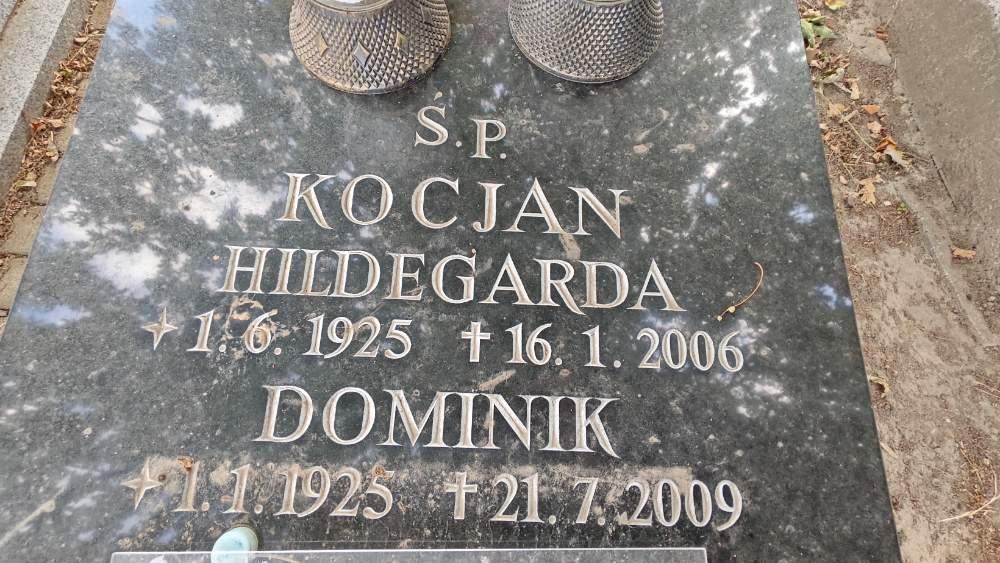 Ś.P.
KOCJAN
HILDEGARDA
1.6.1925 ✝ 16.1.2006
DOMINIK
1.1.1925 ✝ 21.7.2009